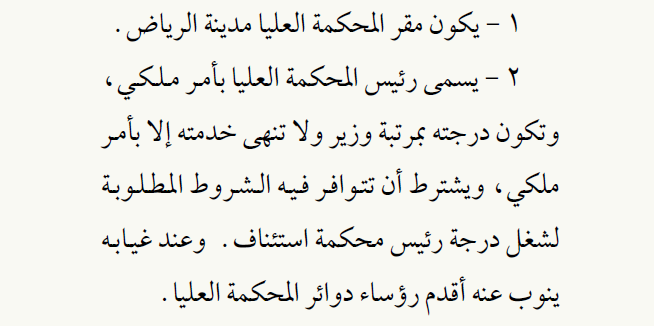 ١ – يكون مقر المحكمة العليا مدينة الرياض .
٢ – يسمى رئيس المحكمة العليا بأمر ملكي ،
وتكون درجته بمرتبة وزير ولا تنهى خدمته إلا بأمر
ملكي ، ويشترط أن تتوافر فيه الشروط المطلوبة
لشغل درجة رئيس محكمة استئناف . وعند غيابه
ينوب عنه أقدم رؤساء دوائر المحكمة العليا .